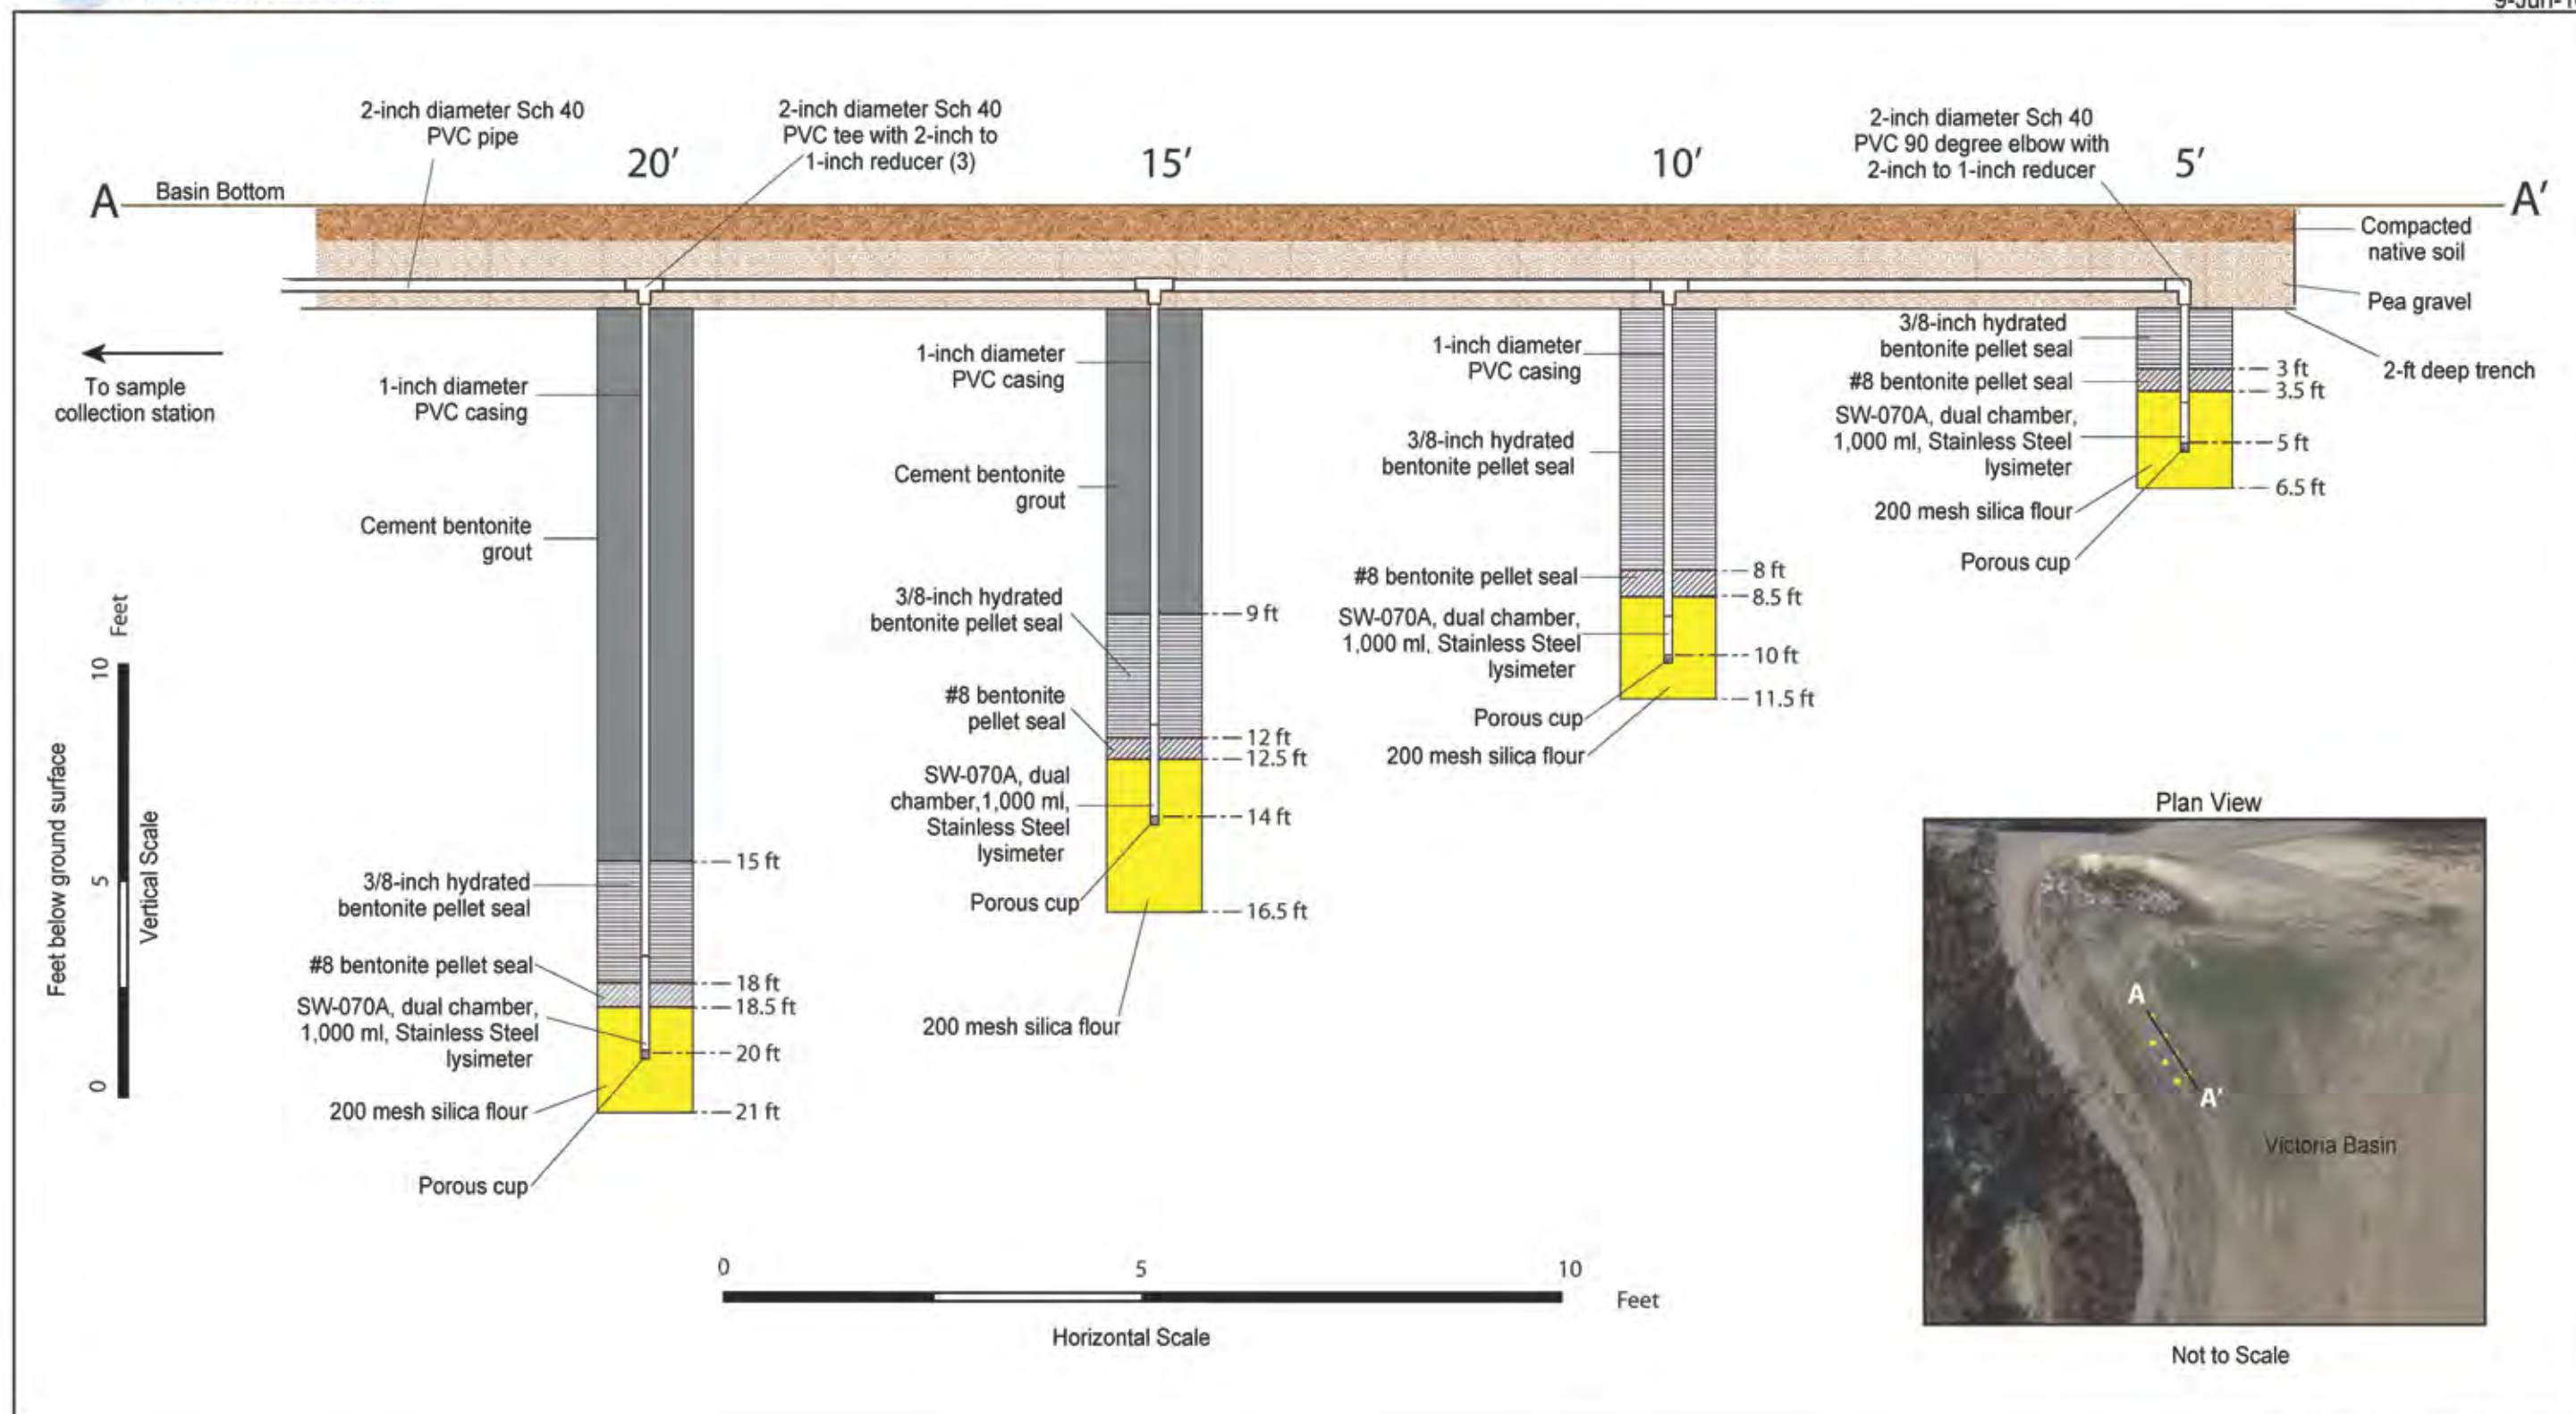 2-inch diameter Sch 40
PVC pipe
2-inch diameter Sch 40
PVC tee with 2-inch to
1-inch reducer (3)
2-inch diameter Sch 40
PVC 90 degree elbow with
2-inch to 1-inch reducer
20'
15'
10'
5'
A
Basin Bottom
A'
Compacted
native soil
Pea gravel
2-ft deep trench
To sample
collection station
1-inch diameter
PVC casing
Cement bentonite
grout
15 ft
3/8-inch hydrated
bentonite pellet seal
#8 bentonite pellet seal
18 ft
18.5 ft
SW-070A, dual chamber,
1,000 ml, Stainless Steel
lysimeter
20 ft
200 mesh silica flour
21 ft
Porous cup
1-inch diameter
PVC casing
Cement bentonite
grout
3/8-inch hydrated
bentonite pellet seal
9 ft
#8 bentonite
pellet seal
12 ft
12.5 ft
SW-070A, dual
chamber,1,000 ml,
Stainless Steel
lysimeter
14 ft
Porous cup
16.5 ft
200 mesh silica flour
1-inch diameter
PVC casing
3/8-inch hydrated
bentonite pellet seal
#8 bentonite pellet seal
8 ft
8.5 ft
SW-070A, dual chamber,
1,000 ml, Stainless Steel
lysimeter
10 ft
11.5 ft
Porous cup
200 mesh silica flour
3/8-inch hydrated
bentonite pellet seal
3 ft
#8 bentonite pellet seal
3.5 ft
SW-070A, dual chamber,
1,000 ml, Stainless Steel
lysimeter
5 ft
6.5 ft
200 mesh silica flour
Porous cup
Feet below ground surface
0
5
10
Feet
Vertical Scale
0
5
10
Feet
Horizontal Scale
Plan View
A
A'
Victoria Basin
Not to Scale